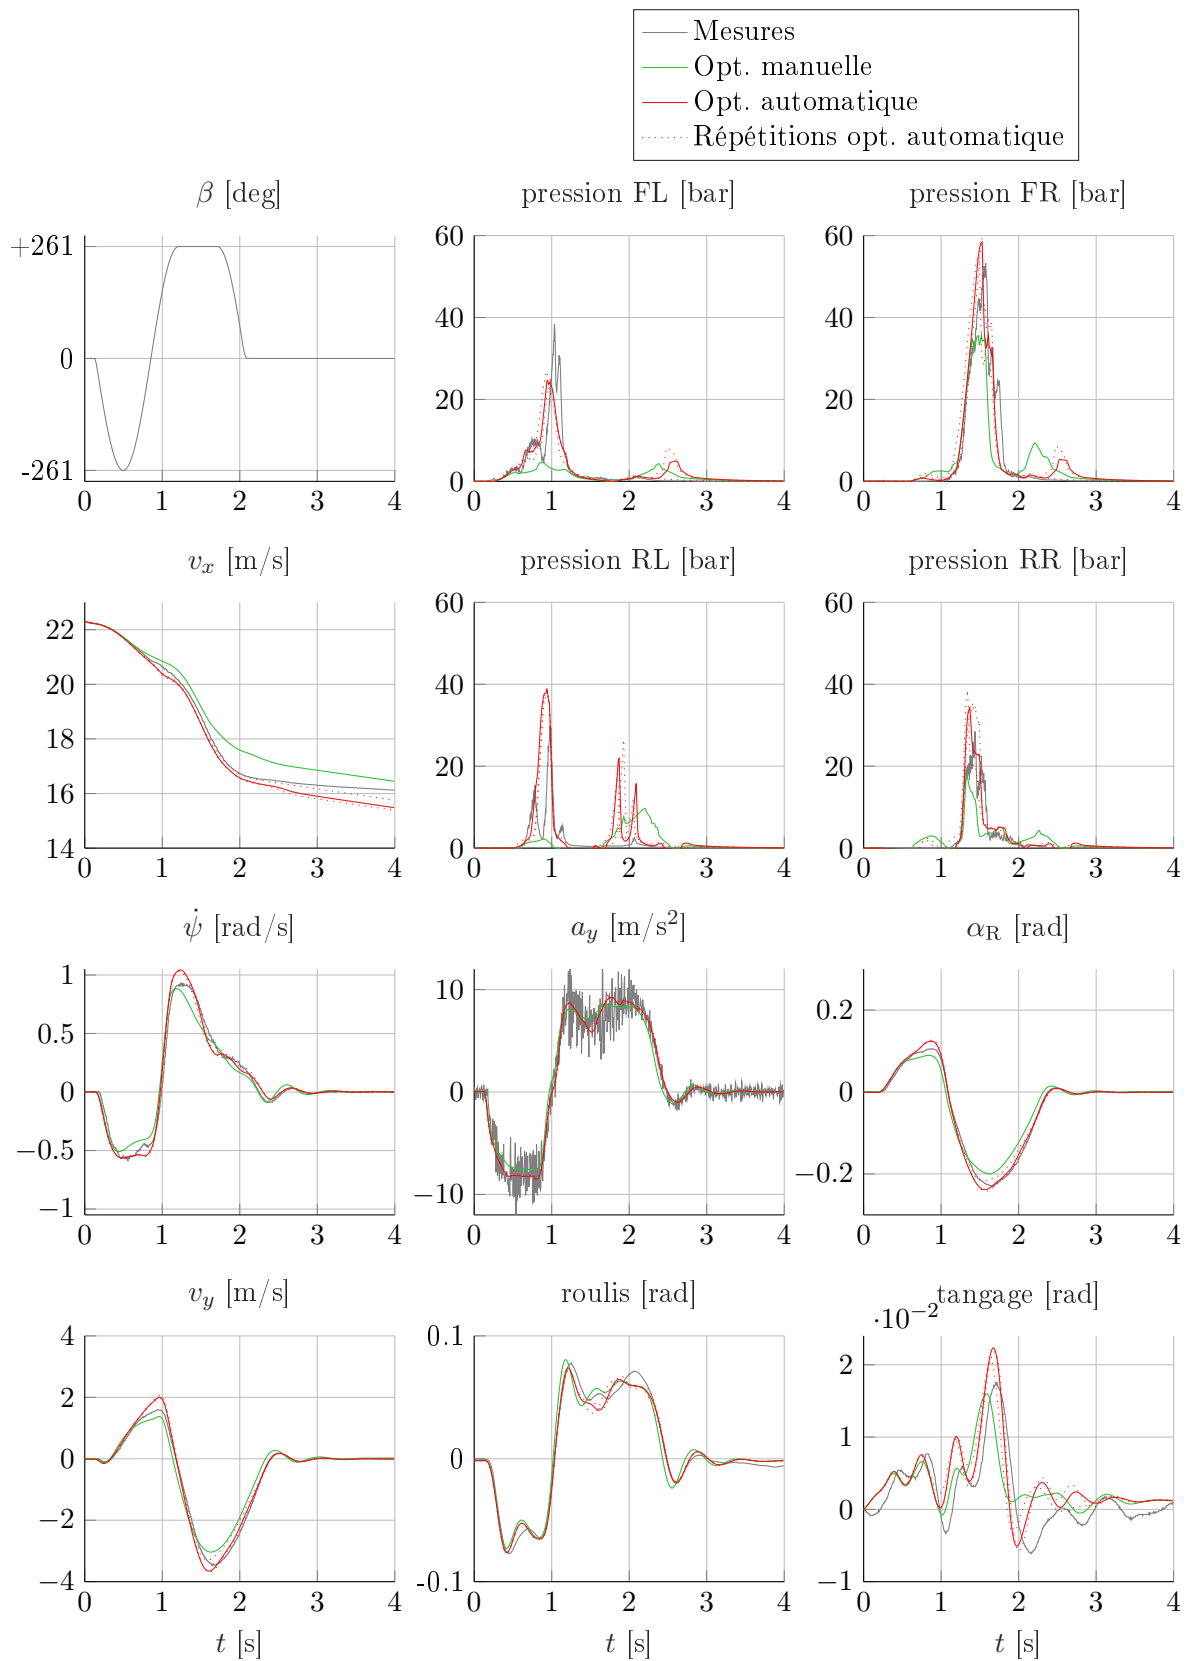 Mesures
Opt. manuelle
Opt. automatique
Répétitions opt. automatique
β [deg]
+261
0
-261
0 1 2 3 4
pression FL [bar]
60
40
20
0
0 1 2 3 4
pression FR [bar]
60
40
20
0
0 1 2 3 4
v_x [m/s]
22
20
18
16
14
0 1 2 3 4
pression RL [bar]
60
40
20
0
0 1 2 3 4
pression RR [bar]
60
40
20
0
0 1 2 3 4
ψ̇ [rad/s]
1
0.5
0
−0.5
−1
0 1 2 3 4
a_y [m/s²]
10
0
−10
0 1 2 3 4
α_R [rad]
0.2
0
−0.2
0 1 2 3 4
v_y [m/s]
4
2
0
−2
−4
0 1 2 3 4
t [s]
roulis [rad]
0.1
0
-0.1
0 1 2 3 4
t [s]
tangage [rad]
·10⁻²
2
1
0
−1
0 1 2 3 4
t [s]